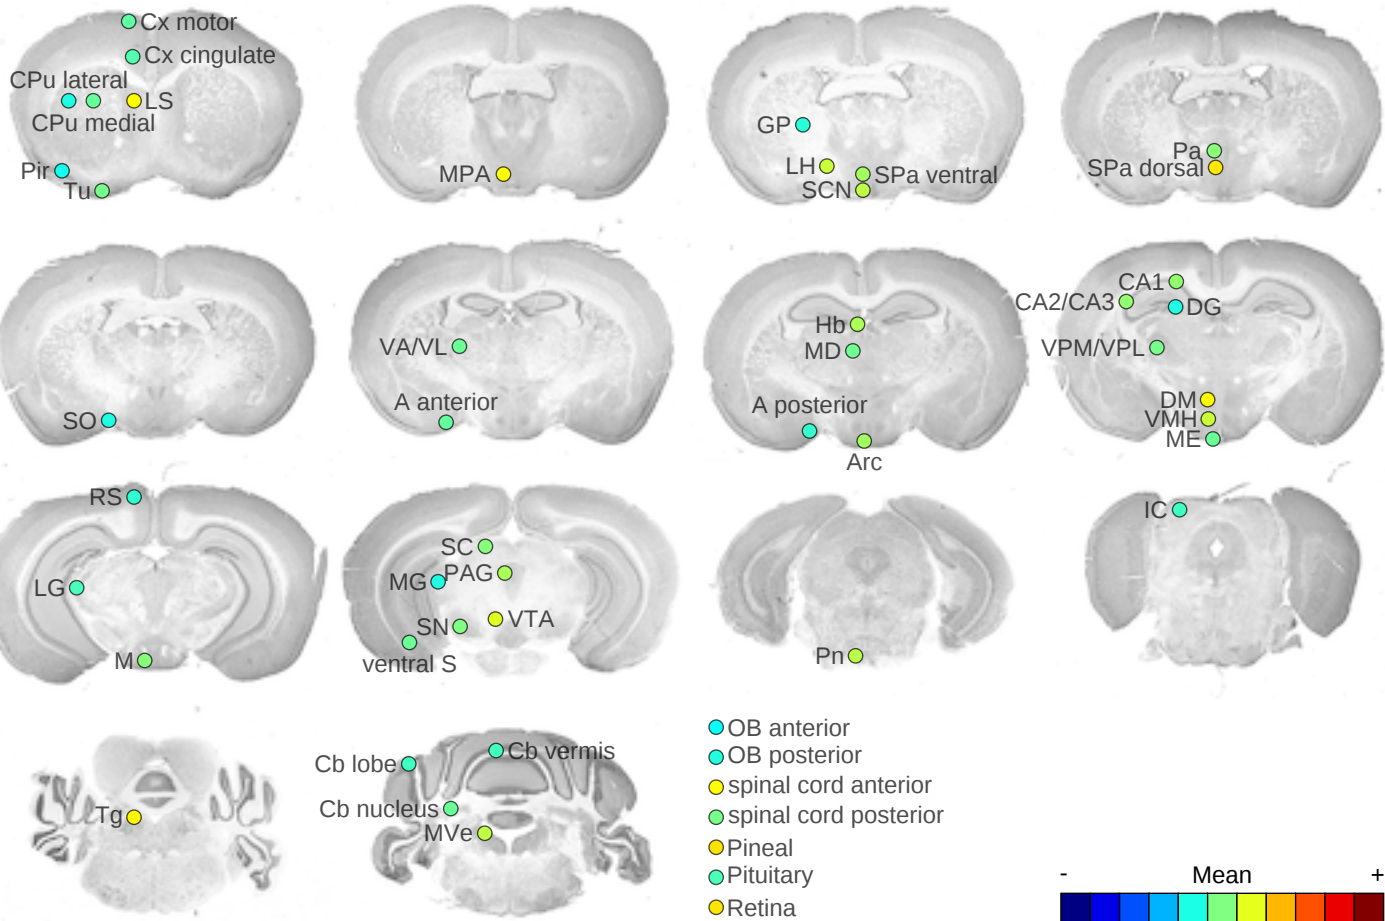 Cx motor
Cx cingulate
CPu lateral
LS
CPu medial
Pir
Tu
MPA
GP
LH
SPa ventral
SCN
Pa
SPa dorsal
SO
VA/VL
A anterior
Hb
MD
A posterior
Arc
CA1
CA2/CA3
DG
VPM/VPL
DM
VMH
ME
RS
LG
M
SC
MG
PAG
SN
VTA
ventral S
Pn
IC
Tg
Cb lobe
Cb vermis
Cb nucleus
MVe
OB anterior
OB posterior
spinal cord anterior
spinal cord posterior
Pineal
Pituitary
Retina
- Mean +